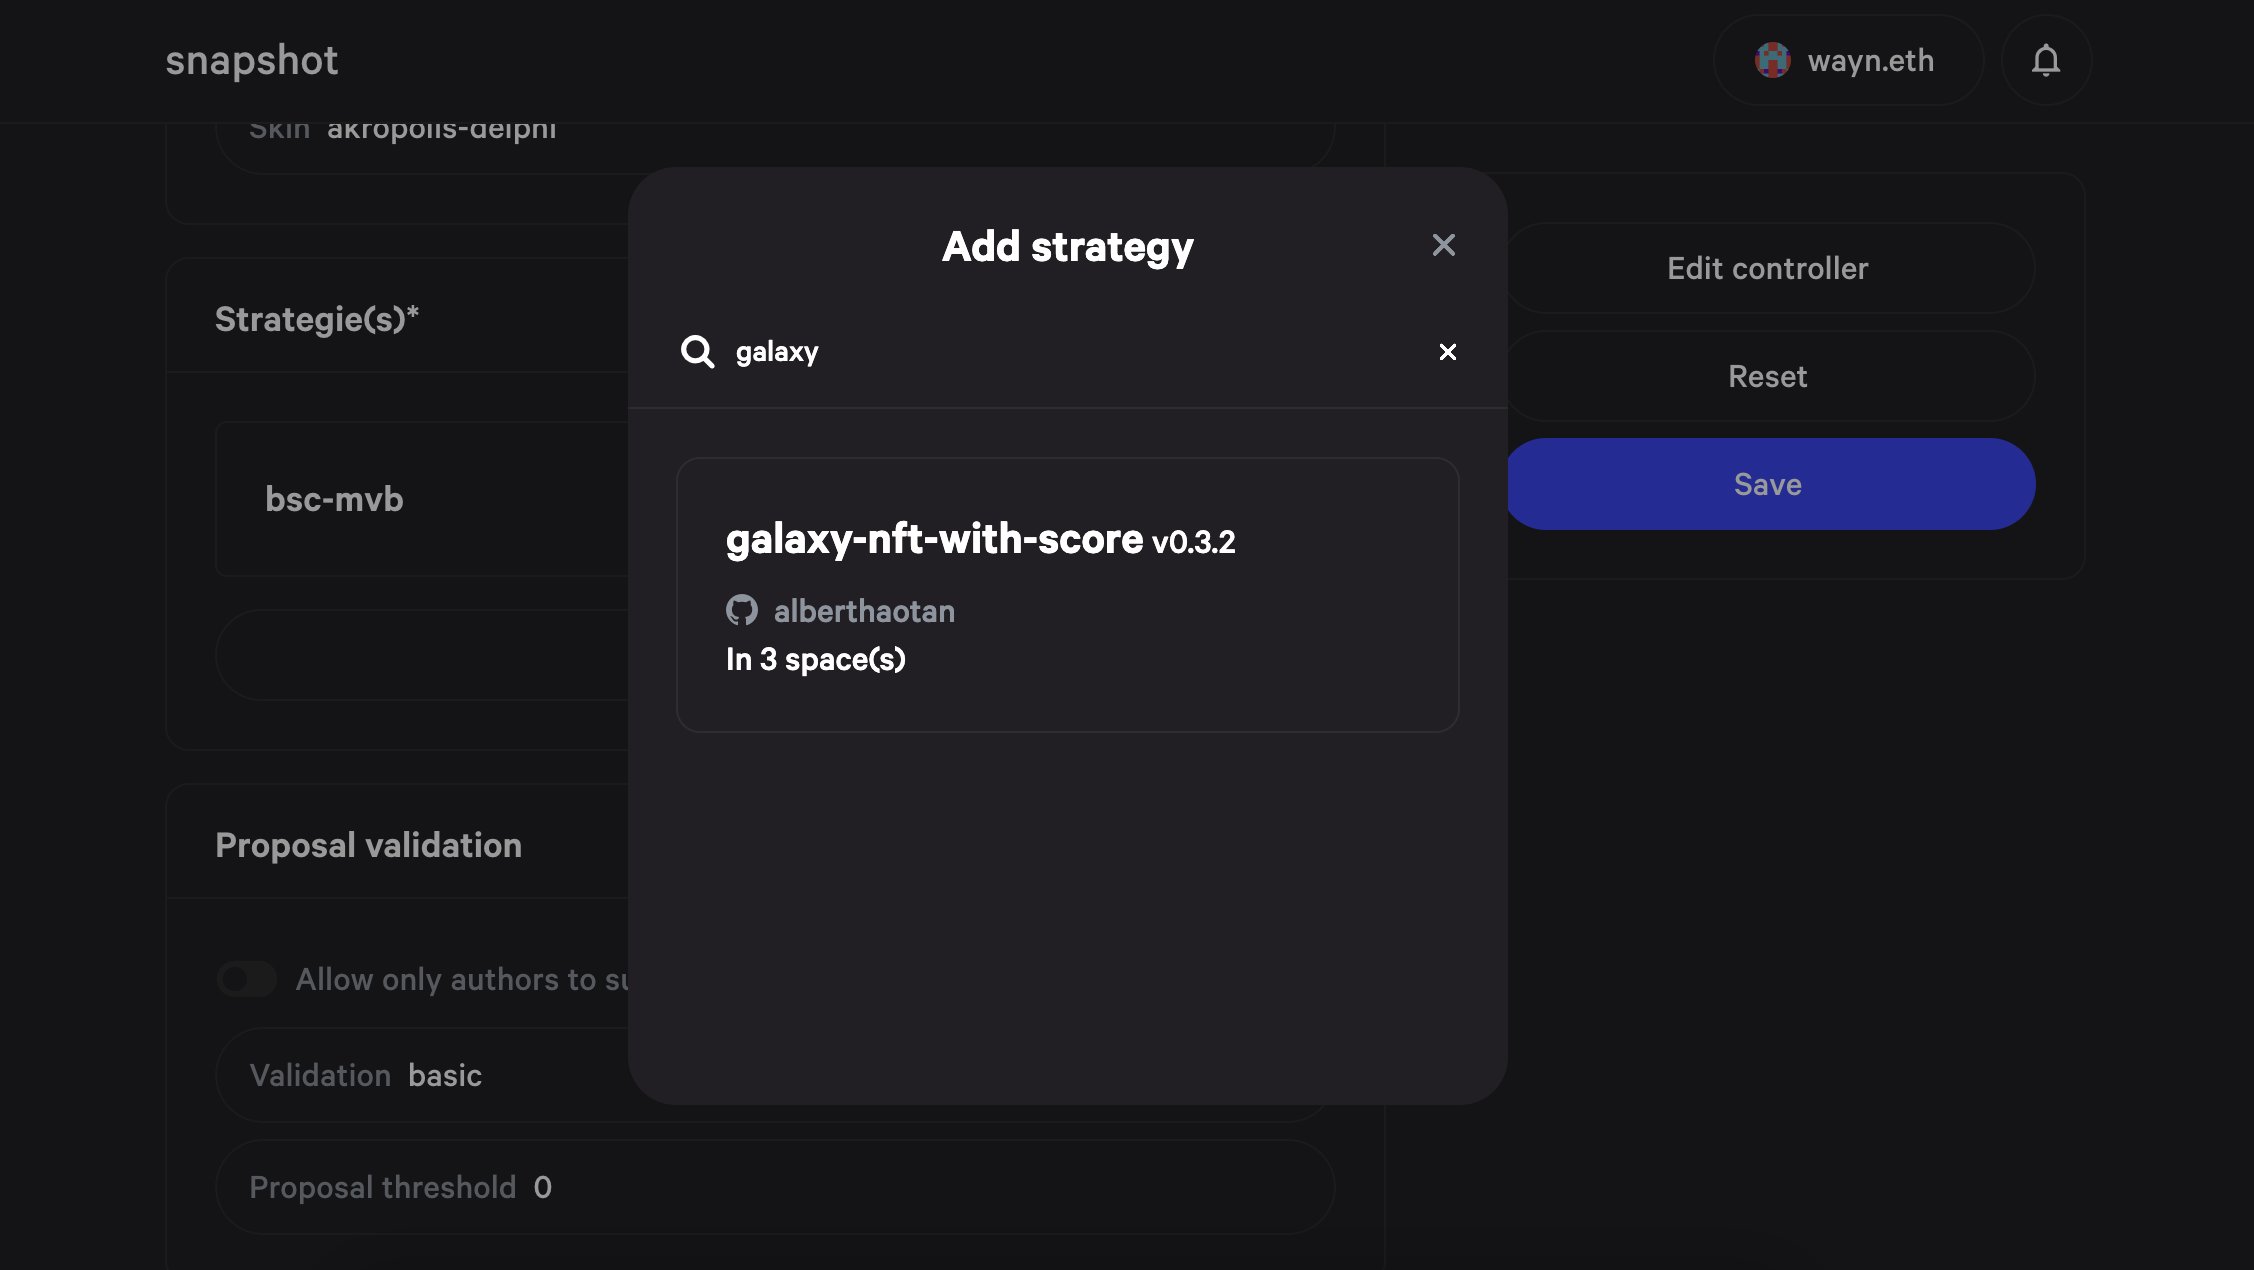 snapshot
wayn.eth
Skin akropolis-delphi
Add strategy
galaxy
Edit controller
Reset
Save
Strategie(s)*
bsc-mvb
galaxy-nft-with-score v0.3.2
alberthaotan
In 3 space(s)
Proposal validation
Allow only authors to su
Validation basic
Proposal threshold 0